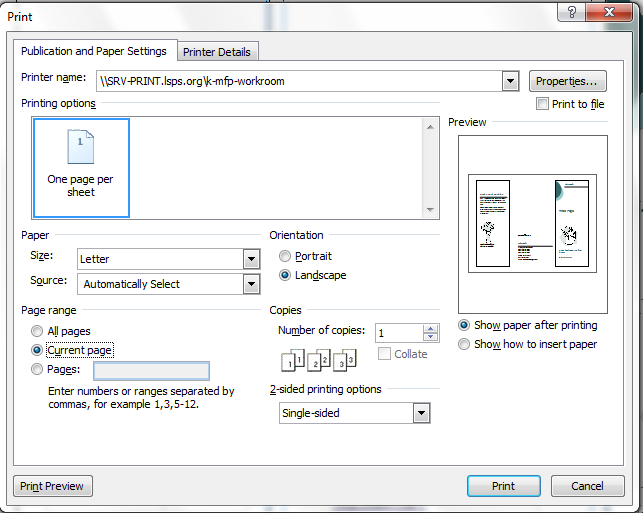 Print
Publication and Paper Settings
Printer Details
Printer name:
\\SRV-PRINT.lsps.org\k-mfp-workroom
Properties...
Print to file
Printing options
1
One page per
sheet
Preview
Paper
Size:
Letter
Source:
Automatically Select
Orientation
Portrait
Landscape
Page range
All pages
Current page
Pages:
Enter numbers or ranges separated by
commas, for example 1,3,5-12.
Copies
Number of copies:
1
1 1 2 2 3 3
Collate
2-sided printing options
Single-sided
Show paper after printing
Show how to insert paper
Print Preview
Print
Cancel